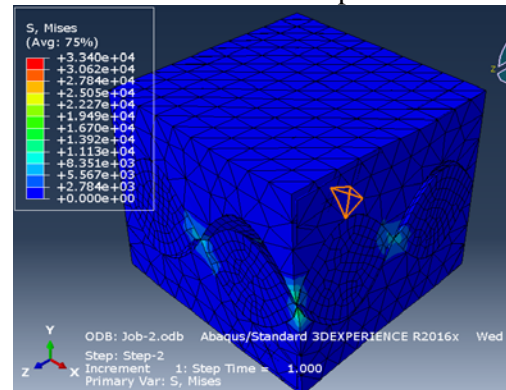 S, Mises
(Avg: 75%)
+3.340e+04
+3.062e+04
+2.784e+04
+2.505e+04
+2.227e+04
+1.949e+04
+1.670e+04
+1.113e+04
+8.351e+03
+5.567e+03
+2.784e+03
+0.000e+00
Z
Y
Z X
ODB: Job-2.odb Abaqus/Standard 3DEXPERIENCE R2016x Wed
Step: Step-2
Increment 1: Step Time = 1.000
Primary Var: S, Mises